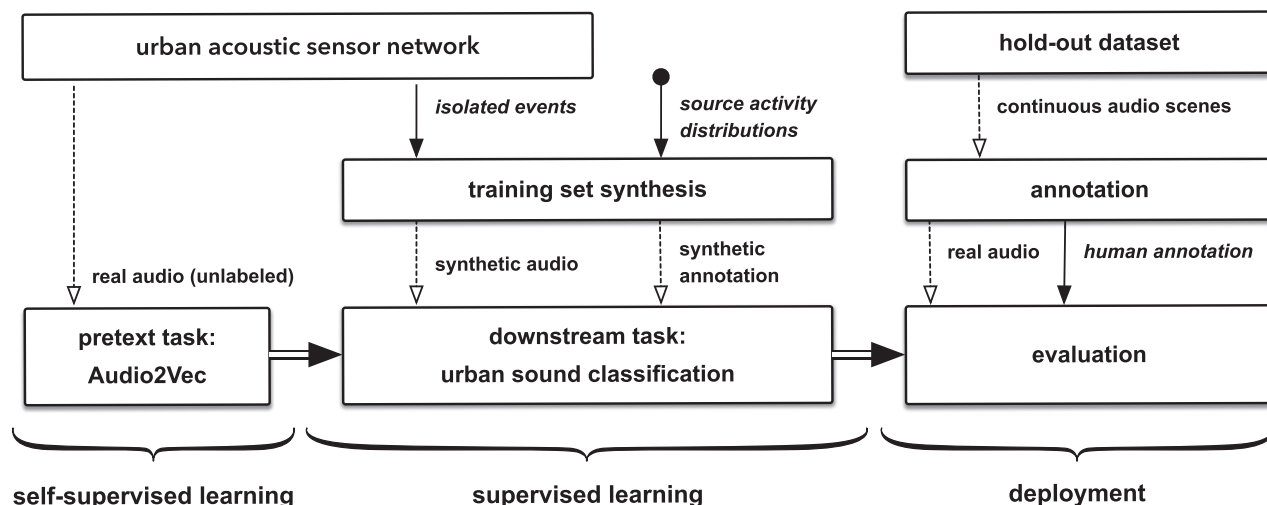 urban acoustic sensor network
hold-out dataset
isolated events
source activity
distributions
continuous audio scenes
training set synthesis
annotation
real audio (unlabeled)
synthetic audio
synthetic
annotation
real audio
human annotation
pretext task:
Audio2Vec
downstream task:
urban sound classification
evaluation
self-supervised learning
supervised learning
deployment